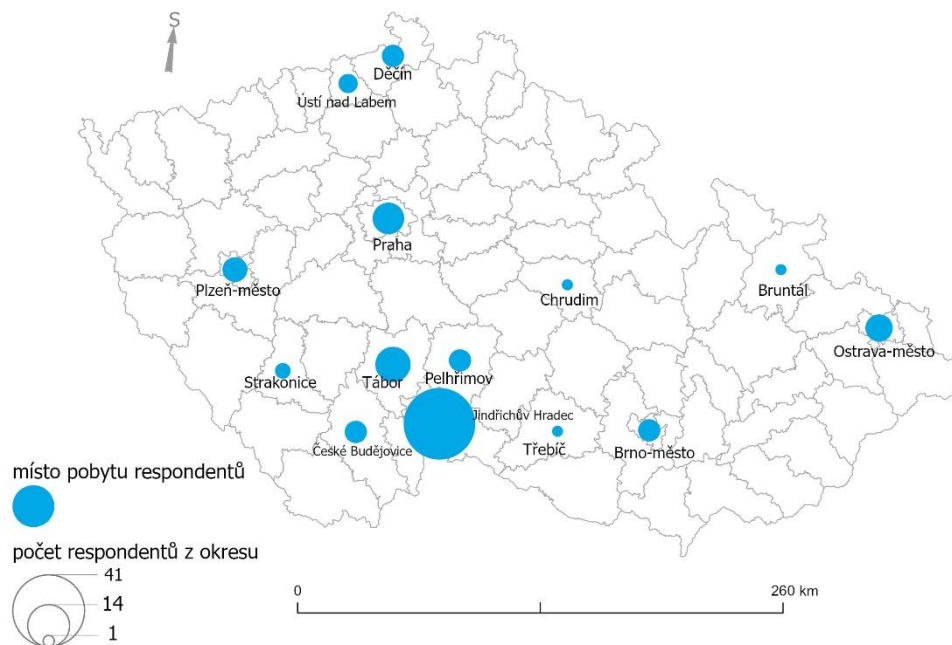 S
Děčín
Ústí nad Labem
Praha
Plzeň-město
Chrudim
Bruntál
Ostrava-město
Strakonice
Tábor
Pelhřimov
Jindřichův Hradec
České Budějovice
Třebíč
Brno-město
místo pobytu respondentů
počet respondentů z okresu
41
14
1
0
260 km